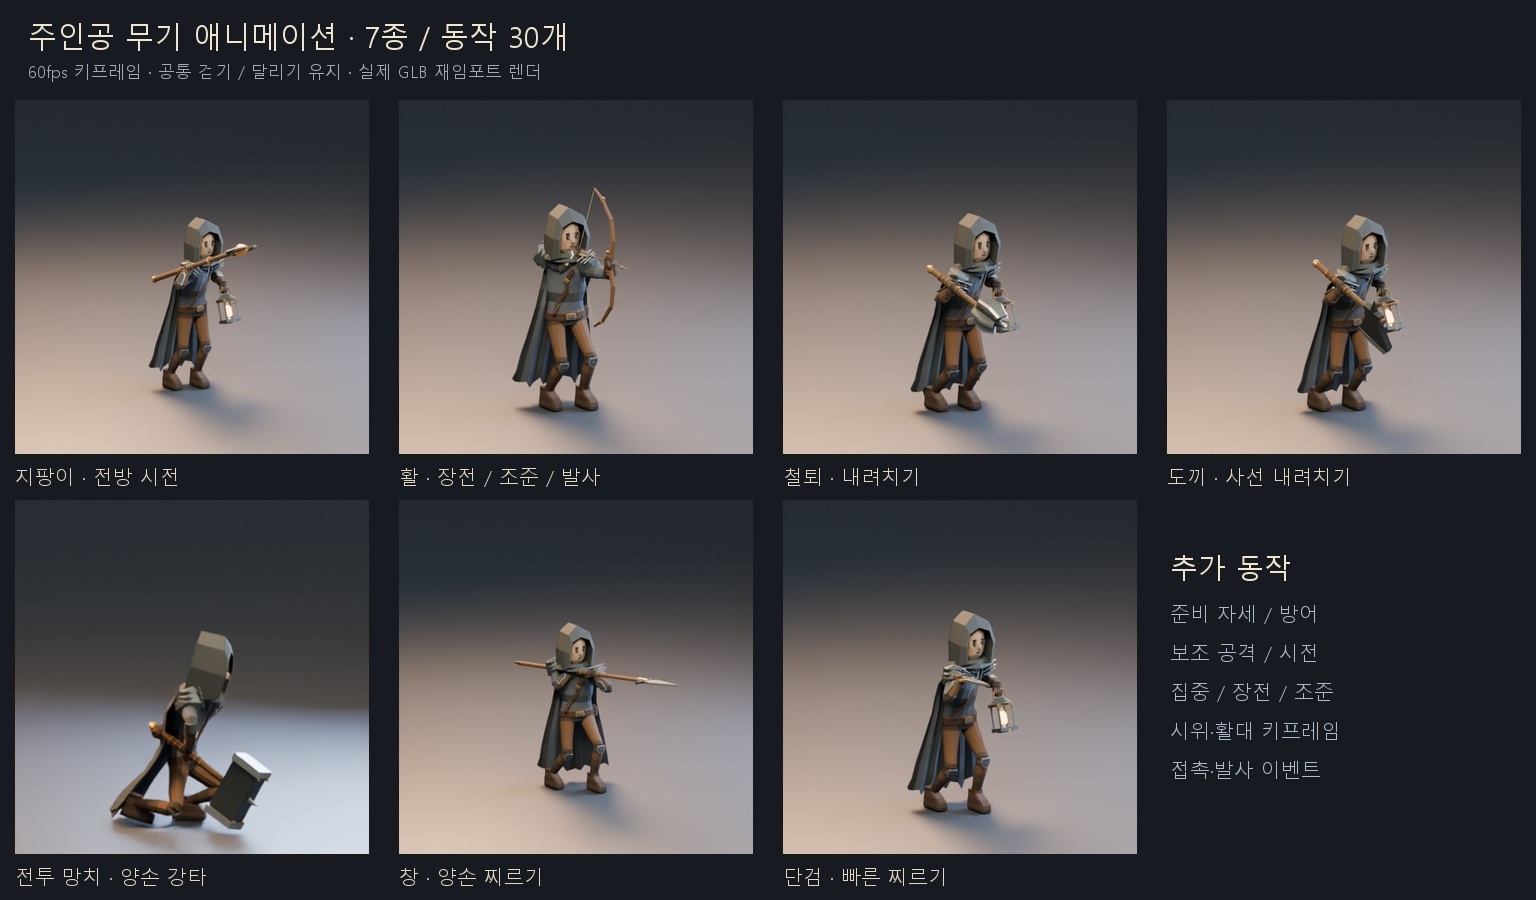 주인공 무기 애니메이션 · 7종 / 동작 30개
60fps 키프레임 · 공통 걷기 / 달리기 유지 · 실제 GLB 재임포트 렌더
지팡이 · 전방 시전
활 · 장전 / 조준 / 발사
철퇴 · 내려치기
도끼 · 사선 내려치기
전투 망치 · 양손 강타
창 · 양손 찌르기
단검 · 빠른 찌르기
추가 동작
준비 자세 / 방어
보조 공격 / 시전
집중 / 장전 / 조준
시위·활대 키프레임
접촉·발사 이벤트